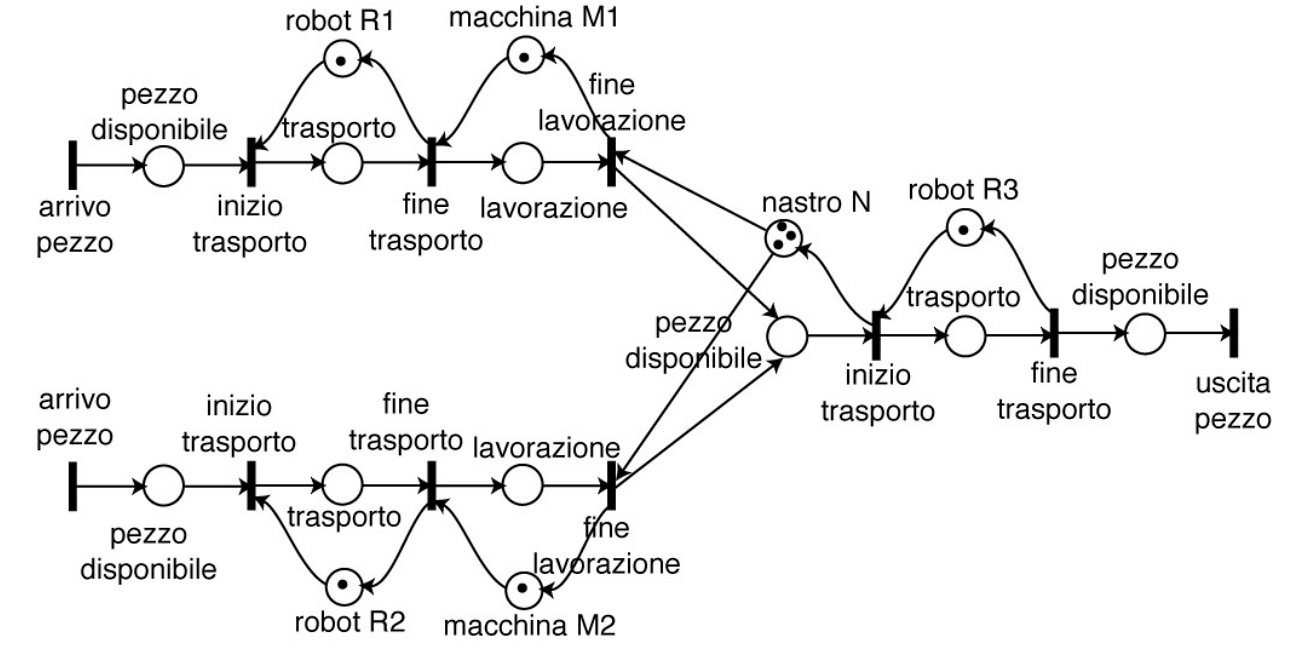 robot R1
macchina M1
pezzo
disponibile
trasporto
fine
lavorazione
arrivo
pezzo
inizio
trasporto
fine
trasporto
lavorazione
nastro N
robot R3
pezzo
disponibile
trasporto
pezzo
disponibile
inizio
trasporto
fine
trasporto
uscita
pezzo
arrivo
pezzo
inizio
trasporto
fine
trasporto
lavorazione
pezzo
disponibile
trasporto
fine
lavorazione
robot R2
macchina M2